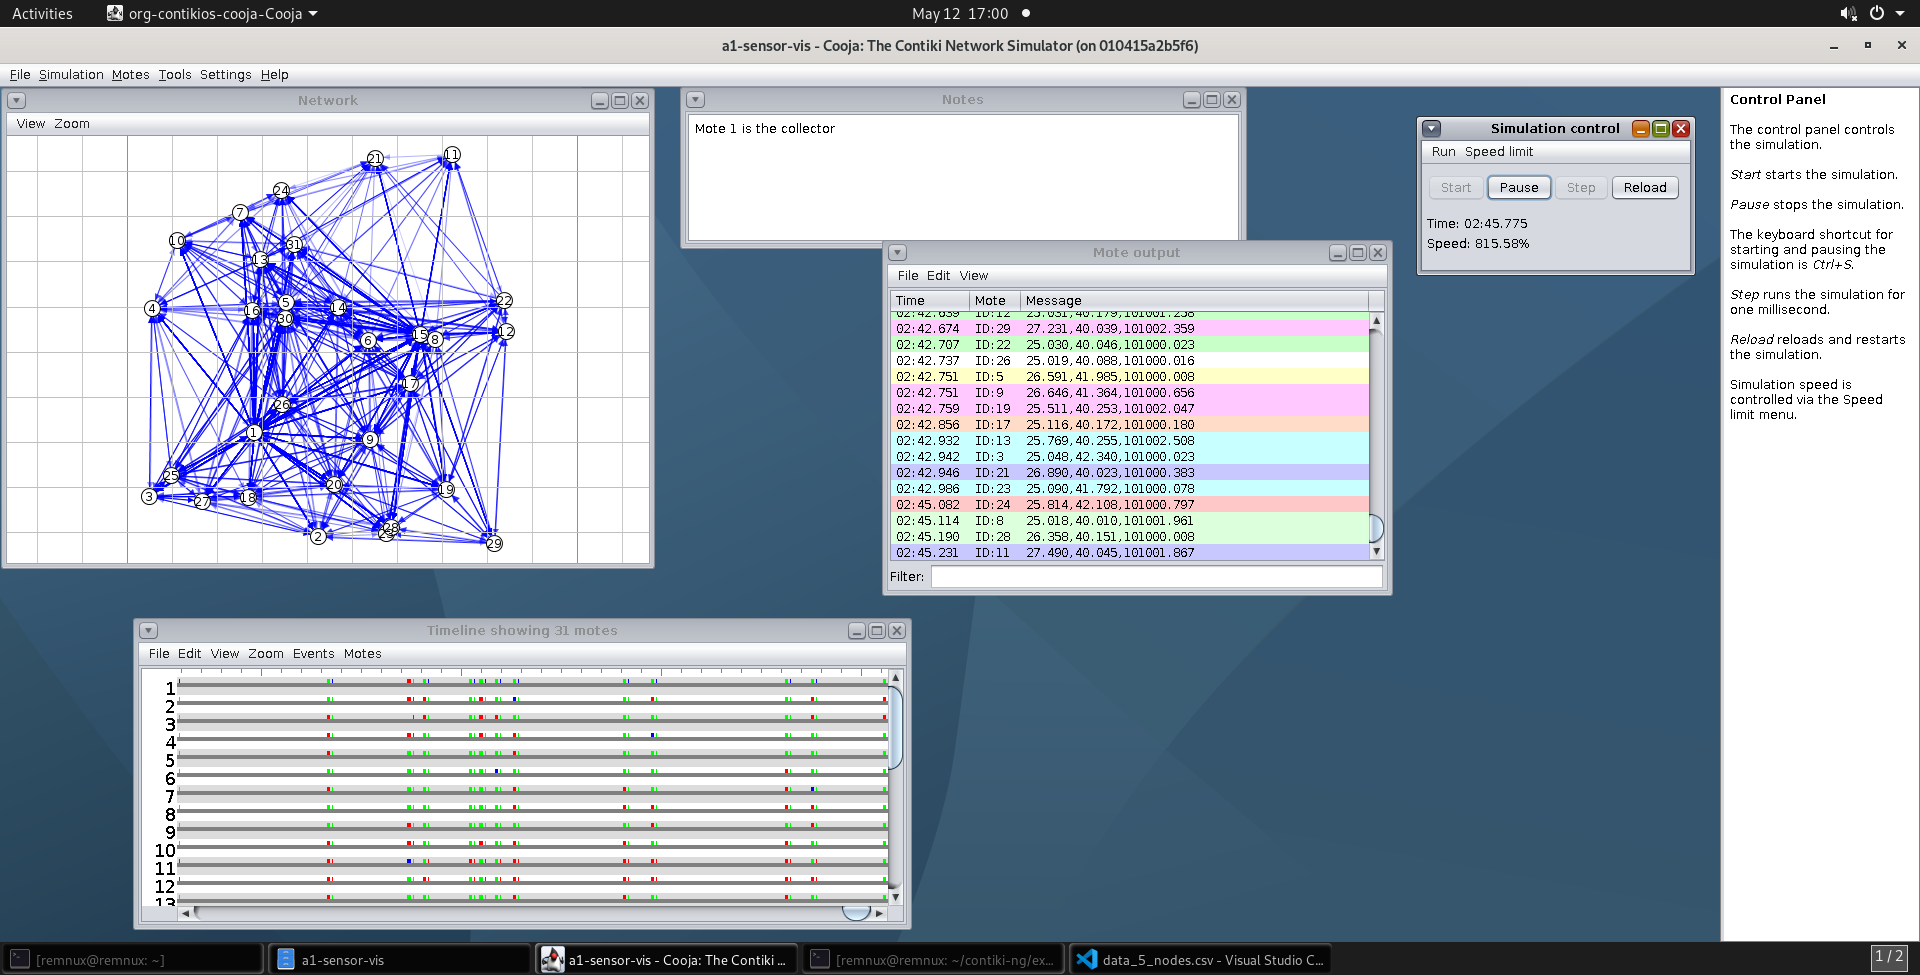 Activities org-contikios-cooja-Cooja May 12 17:00
a1-sensor-vis - Cooja: The Contiki Network Simulator (on 010415a2b5f6)
File Simulation Motes Tools Settings Help
Network
View Zoom
21
11
24
7
10
31
13
4
16
5
30
14
22
12
15
8
6
17
26
1
9
25
3
27
18
20
19
2
28
23
29
Notes
Mote 1 is the collector
Mote output
File Edit View
Time Mote Message
02:42.639 ID:12 25.031,40.179,101001.258
02:42.674 ID:29 27.231,40.039,101002.359
02:42.707 ID:22 25.030,40.046,101000.023
02:42.737 ID:26 25.019,40.088,101000.016
02:42.751 ID:5 26.591,41.985,101000.008
02:42.751 ID:9 26.646,41.364,101000.656
02:42.759 ID:19 25.511,40.253,101002.047
02:42.856 ID:17 25.116,40.172,101000.180
02:42.932 ID:13 25.769,40.255,101002.508
02:42.942 ID:3 25.048,42.340,101000.023
02:42.946 ID:21 26.890,40.023,101000.383
02:42.986 ID:23 25.090,41.792,101000.078
02:45.082 ID:24 25.814,42.108,101000.797
02:45.114 ID:8 25.018,40.010,101001.961
02:45.190 ID:28 26.358,40.151,101000.008
02:45.231 ID:11 27.490,40.045,101001.867
Filter:
Simulation control
Run Speed limit
Start Pause Step Reload
Time: 02:45.775
Speed: 815.58%
Control Panel
The control panel controls
the simulation.
Start starts the simulation.
Pause stops the simulation.
The keyboard shortcut for
starting and pausing the
simulation is Ctrl+S.
Step runs the simulation for
one millisecond.
Reload reloads and restarts
the simulation.
Simulation speed is
controlled via the Speed
limit menu.
Timeline showing 31 motes
File Edit View Zoom Events Motes
1
2
3
4
5
6
7
8
9
10
11
12
13
[remnux@remnux: ~] a1-sensor-vis a1-sensor-vis - Cooja: The Contiki ... [remnux@remnux: ~/contiki-ng/ex... data_5_nodes.csv - Visual Studio C... 1 / 2